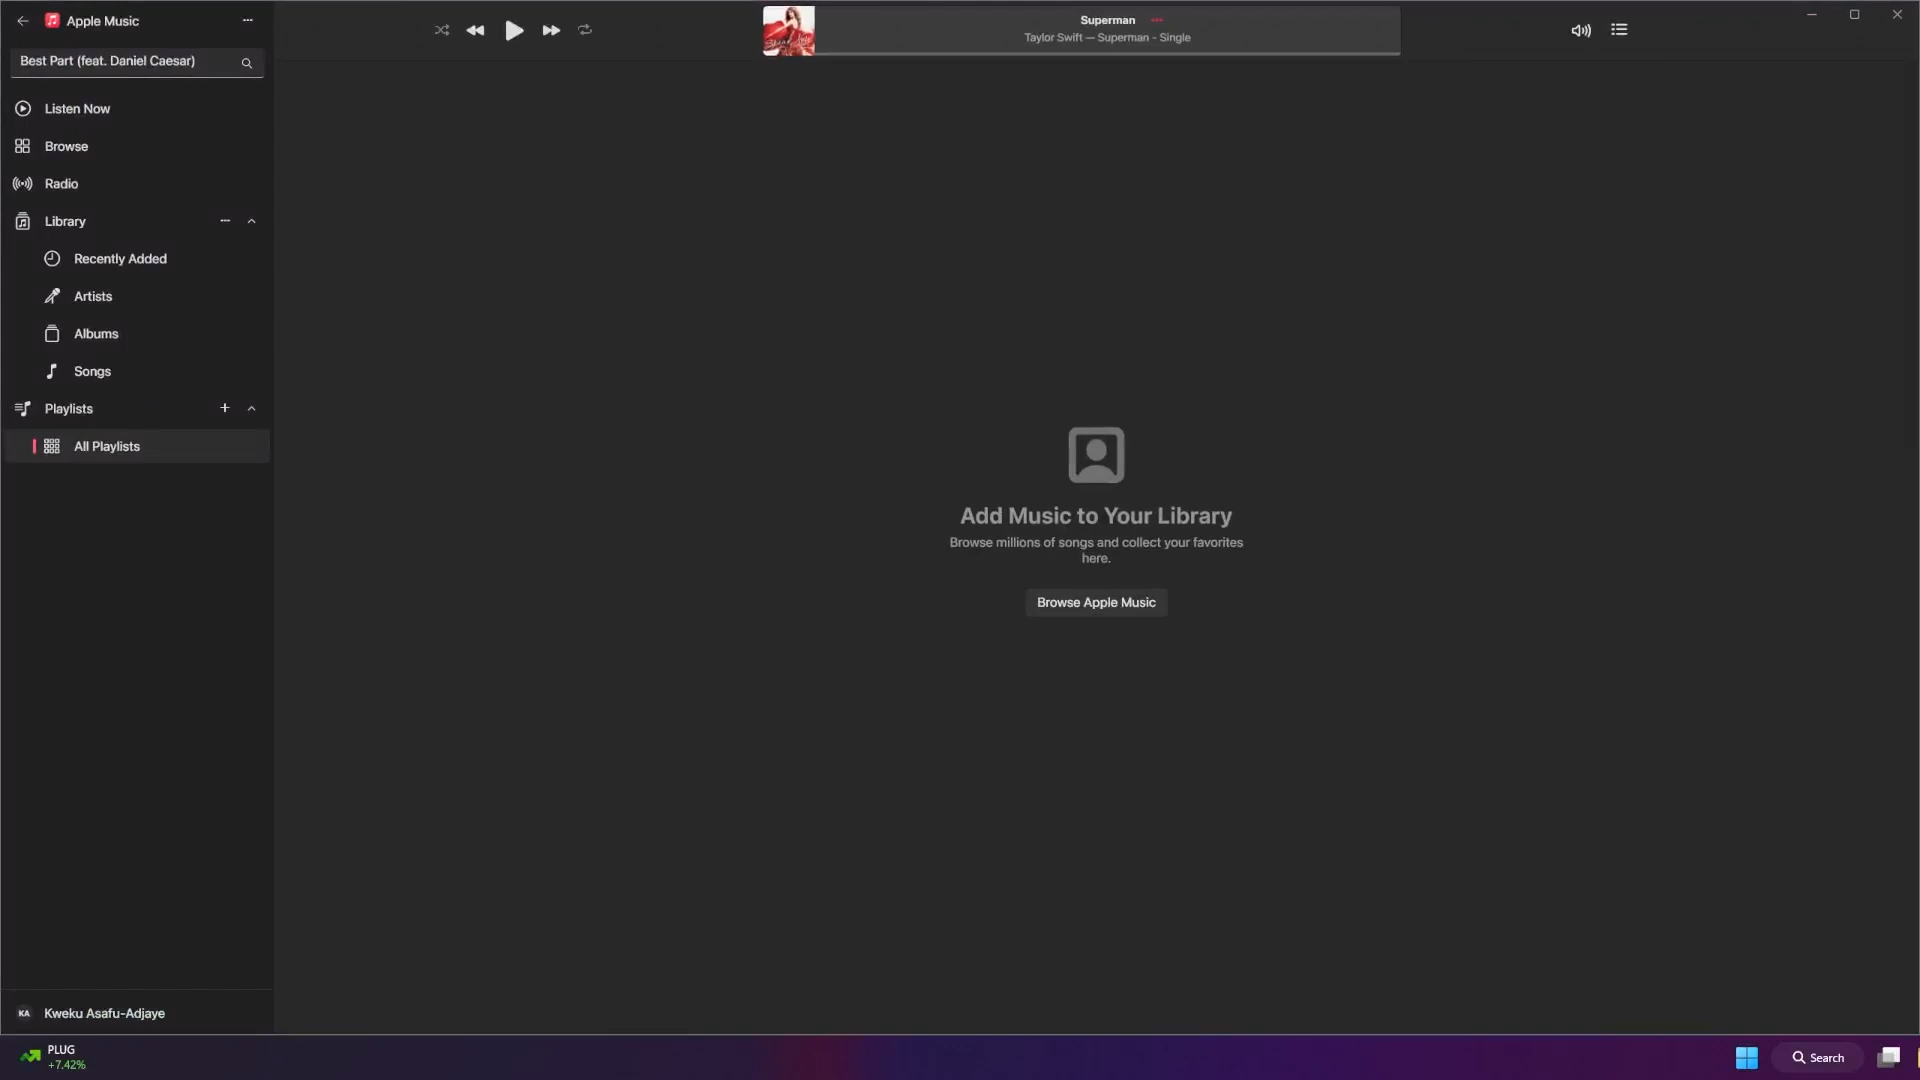 Apple Music
Best Part (feat. Daniel Caesar)
Listen Now
Browse
Radio
Library
Recently Added
Artists
Albums
Songs
Playlists
All Playlists
Kweku Asafu-Adjaye
KA
Superman
Taylor Swift — Superman - Single
Add Music to Your Library
Browse millions of songs and collect your favorites
here.
Browse Apple Music
PLUG
+7.42%
Search